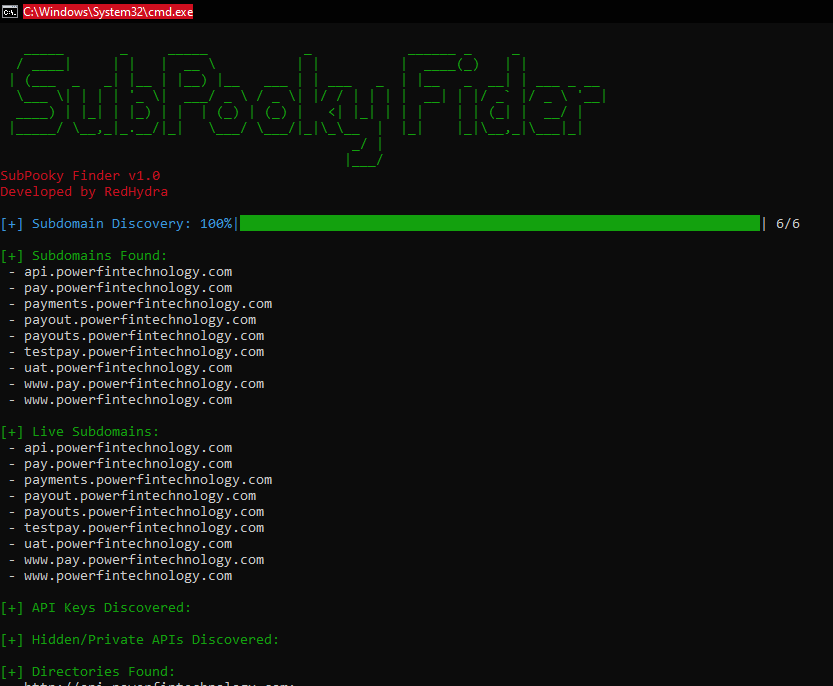 C:\Windows\System32\cmd.exe
SubPooky Finder
SubPooky Finder v1.0
Developed by RedHydra
[+] Subdomain Discovery: 100%| | 6/6
[+] Subdomains Found:
- api.powerfintechnology.com
- pay.powerfintechnology.com
- payments.powerfintechnology.com
- payout.powerfintechnology.com
- payouts.powerfintechnology.com
- testpay.powerfintechnology.com
- uat.powerfintechnology.com
- www.pay.powerfintechnology.com
- www.powerfintechnology.com
[+] Live Subdomains:
- api.powerfintechnology.com
- pay.powerfintechnology.com
- payments.powerfintechnology.com
- payout.powerfintechnology.com
- payouts.powerfintechnology.com
- testpay.powerfintechnology.com
- uat.powerfintechnology.com
- www.pay.powerfintechnology.com
- www.powerfintechnology.com
[+] API Keys Discovered:
[+] Hidden/Private APIs Discovered:
[+] Directories Found: